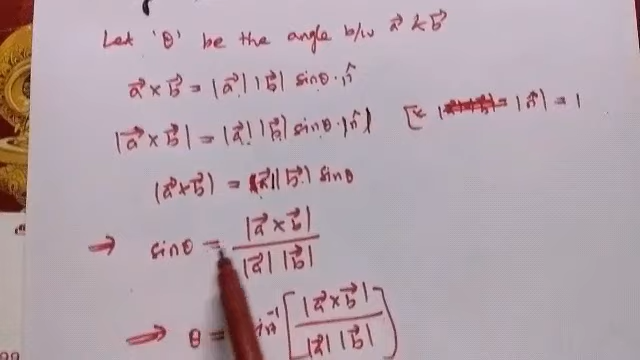 Let 'θ' be the angle b/w a⃗ & b⃗
a⃗ × b⃗ = |a⃗| |b⃗| sinθ · n̂
|a⃗ × b⃗| = |a⃗| |b⃗| sinθ · |n̂| [∵ |n̂| = 1
|a⃗ × b⃗| = |a⃗| |b⃗| sinθ
⇒ sinθ = |a⃗ × b⃗| / |a⃗| |b⃗|
⇒ θ = sin⁻¹ [ |a⃗ × b⃗| / |a⃗| |b⃗| ]